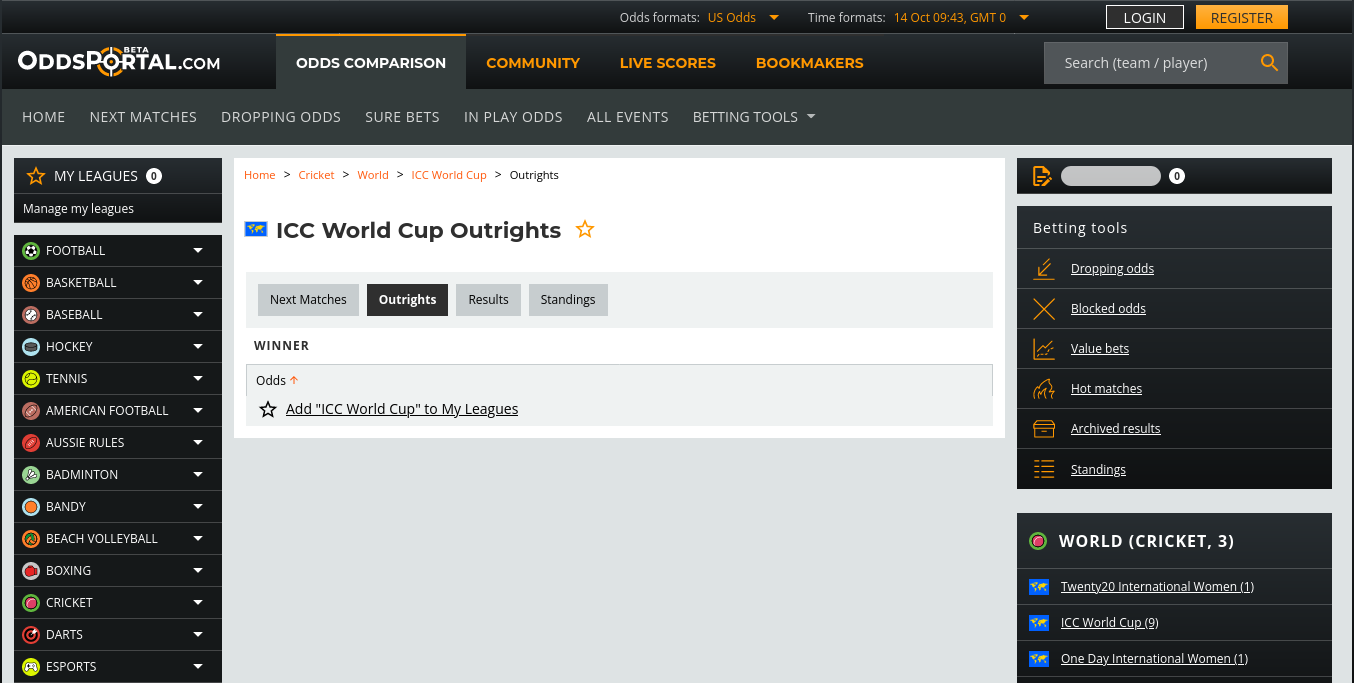 Odds formats: US Odds Time formats: 14 Oct 09:43, GMT 0 LOGIN REGISTER
ODDSPORTAL.COM BETA
ODDS COMPARISON COMMUNITY LIVE SCORES BOOKMAKERS Search (team / player)
HOME NEXT MATCHES DROPPING ODDS SURE BETS IN PLAY ODDS ALL EVENTS BETTING TOOLS
MY LEAGUES 0
Manage my leagues
FOOTBALL
BASKETBALL
BASEBALL
HOCKEY
TENNIS
AMERICAN FOOTBALL
AUSSIE RULES
BADMINTON
BANDY
BEACH VOLLEYBALL
BOXING
CRICKET
DARTS
ESPORTS
Home > Cricket > World > ICC World Cup > Outrights
ICC World Cup Outrights
Next Matches Outrights Results Standings
WINNER
Odds
Add "ICC World Cup" to My Leagues
0
Betting tools
Dropping odds
Blocked odds
Value bets
Hot matches
Archived results
Standings
WORLD (CRICKET, 3)
Twenty20 International Women (1)
ICC World Cup (9)
One Day International Women (1)